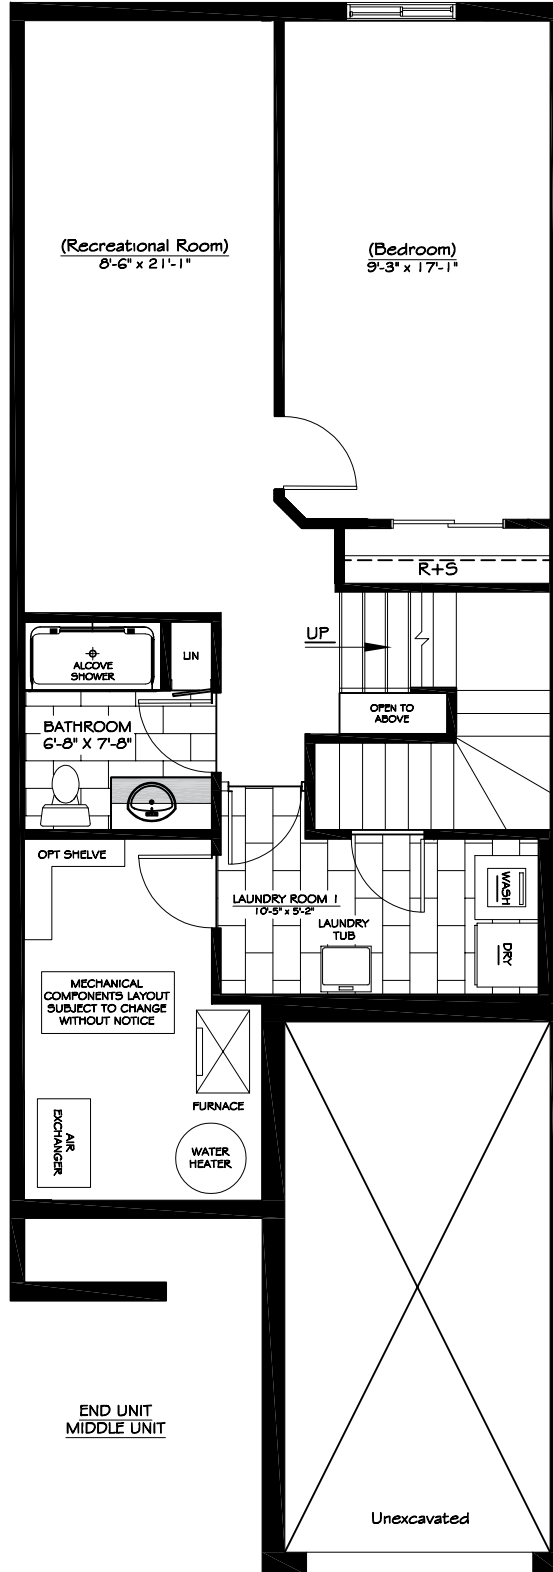 (Recreational Room)
8'-6" x 21'-1"
(Bedroom)
9'-3" x 17'-1"
R+S
UP
LIN
ALCOVE
SHOWER
OPEN TO
ABOVE
BATHROOM
6'-8" X 7'-8"
OPT SHELVE
LAUNDRY ROOM 1
10'-5" x 5'-2"
LAUNDRY
TUB
WASH
DRY
MECHANICAL
COMPONENTS LAYOUT
SUBJECT TO CHANGE
WITHOUT NOTICE
FURNACE
AIR
EXCHANGER
WATER
HEATER
END UNIT
MIDDLE UNIT
Unexcavated